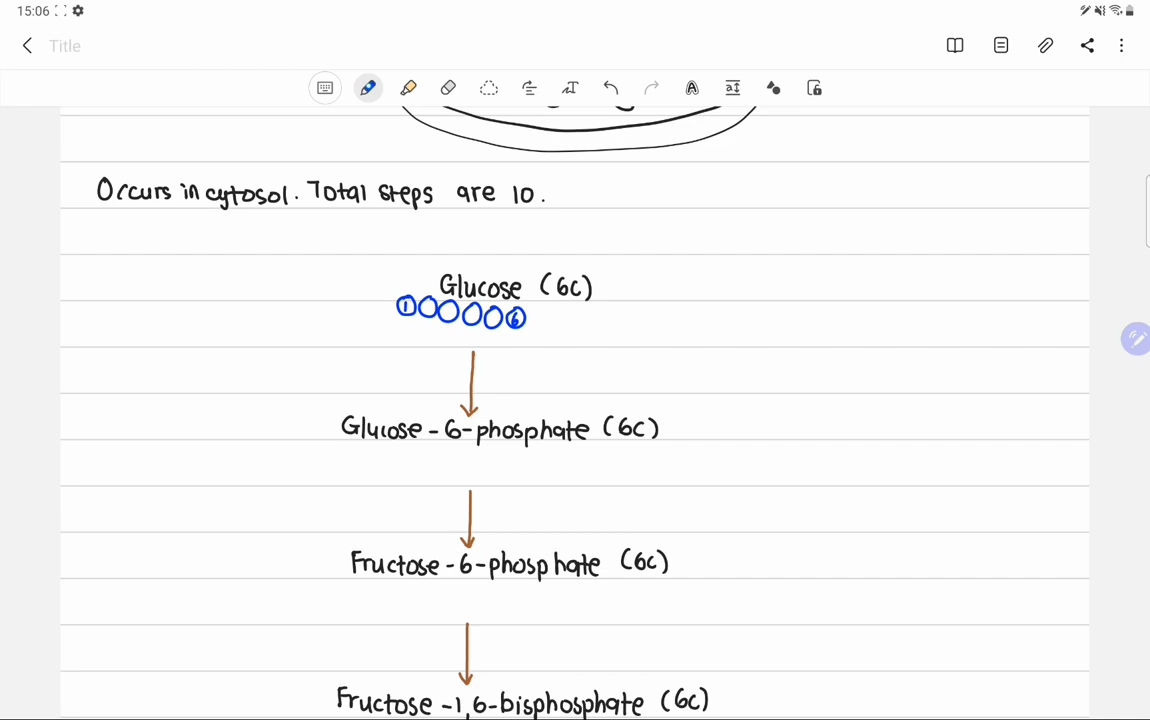 15:06
Title
Occurs in cytosol. Total steps are 10.
Glucose (6C)
1 6
Glucose-6-phosphate (6C)
Fructose-6-phosphate (6C)
Fructose-1,6-bisphosphate (6C)